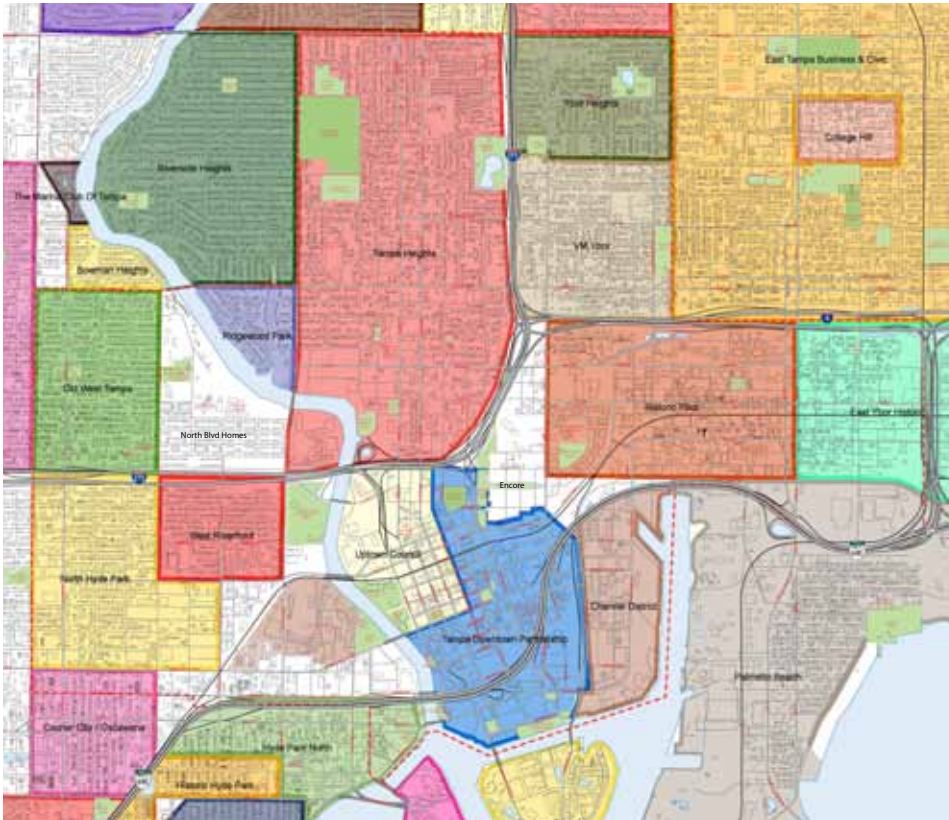 East Tampa Business & Civic
Ybor Heights
College Hill
Riverside Heights
The Marina Club Of Tampa
Tampa Heights
VM Ybor
Bowman Heights
Ridgewood Park
Old West Tampa
Historic Ybor
East Ybor Historic
North Blvd Homes
Encore
West Riverfront
Uptown Council
North Hyde Park
Channel District
Tampa Downtown Partnership
Palmetto Beach
Courier City / Oscawana
Hyde Park North
Historic Hyde Park